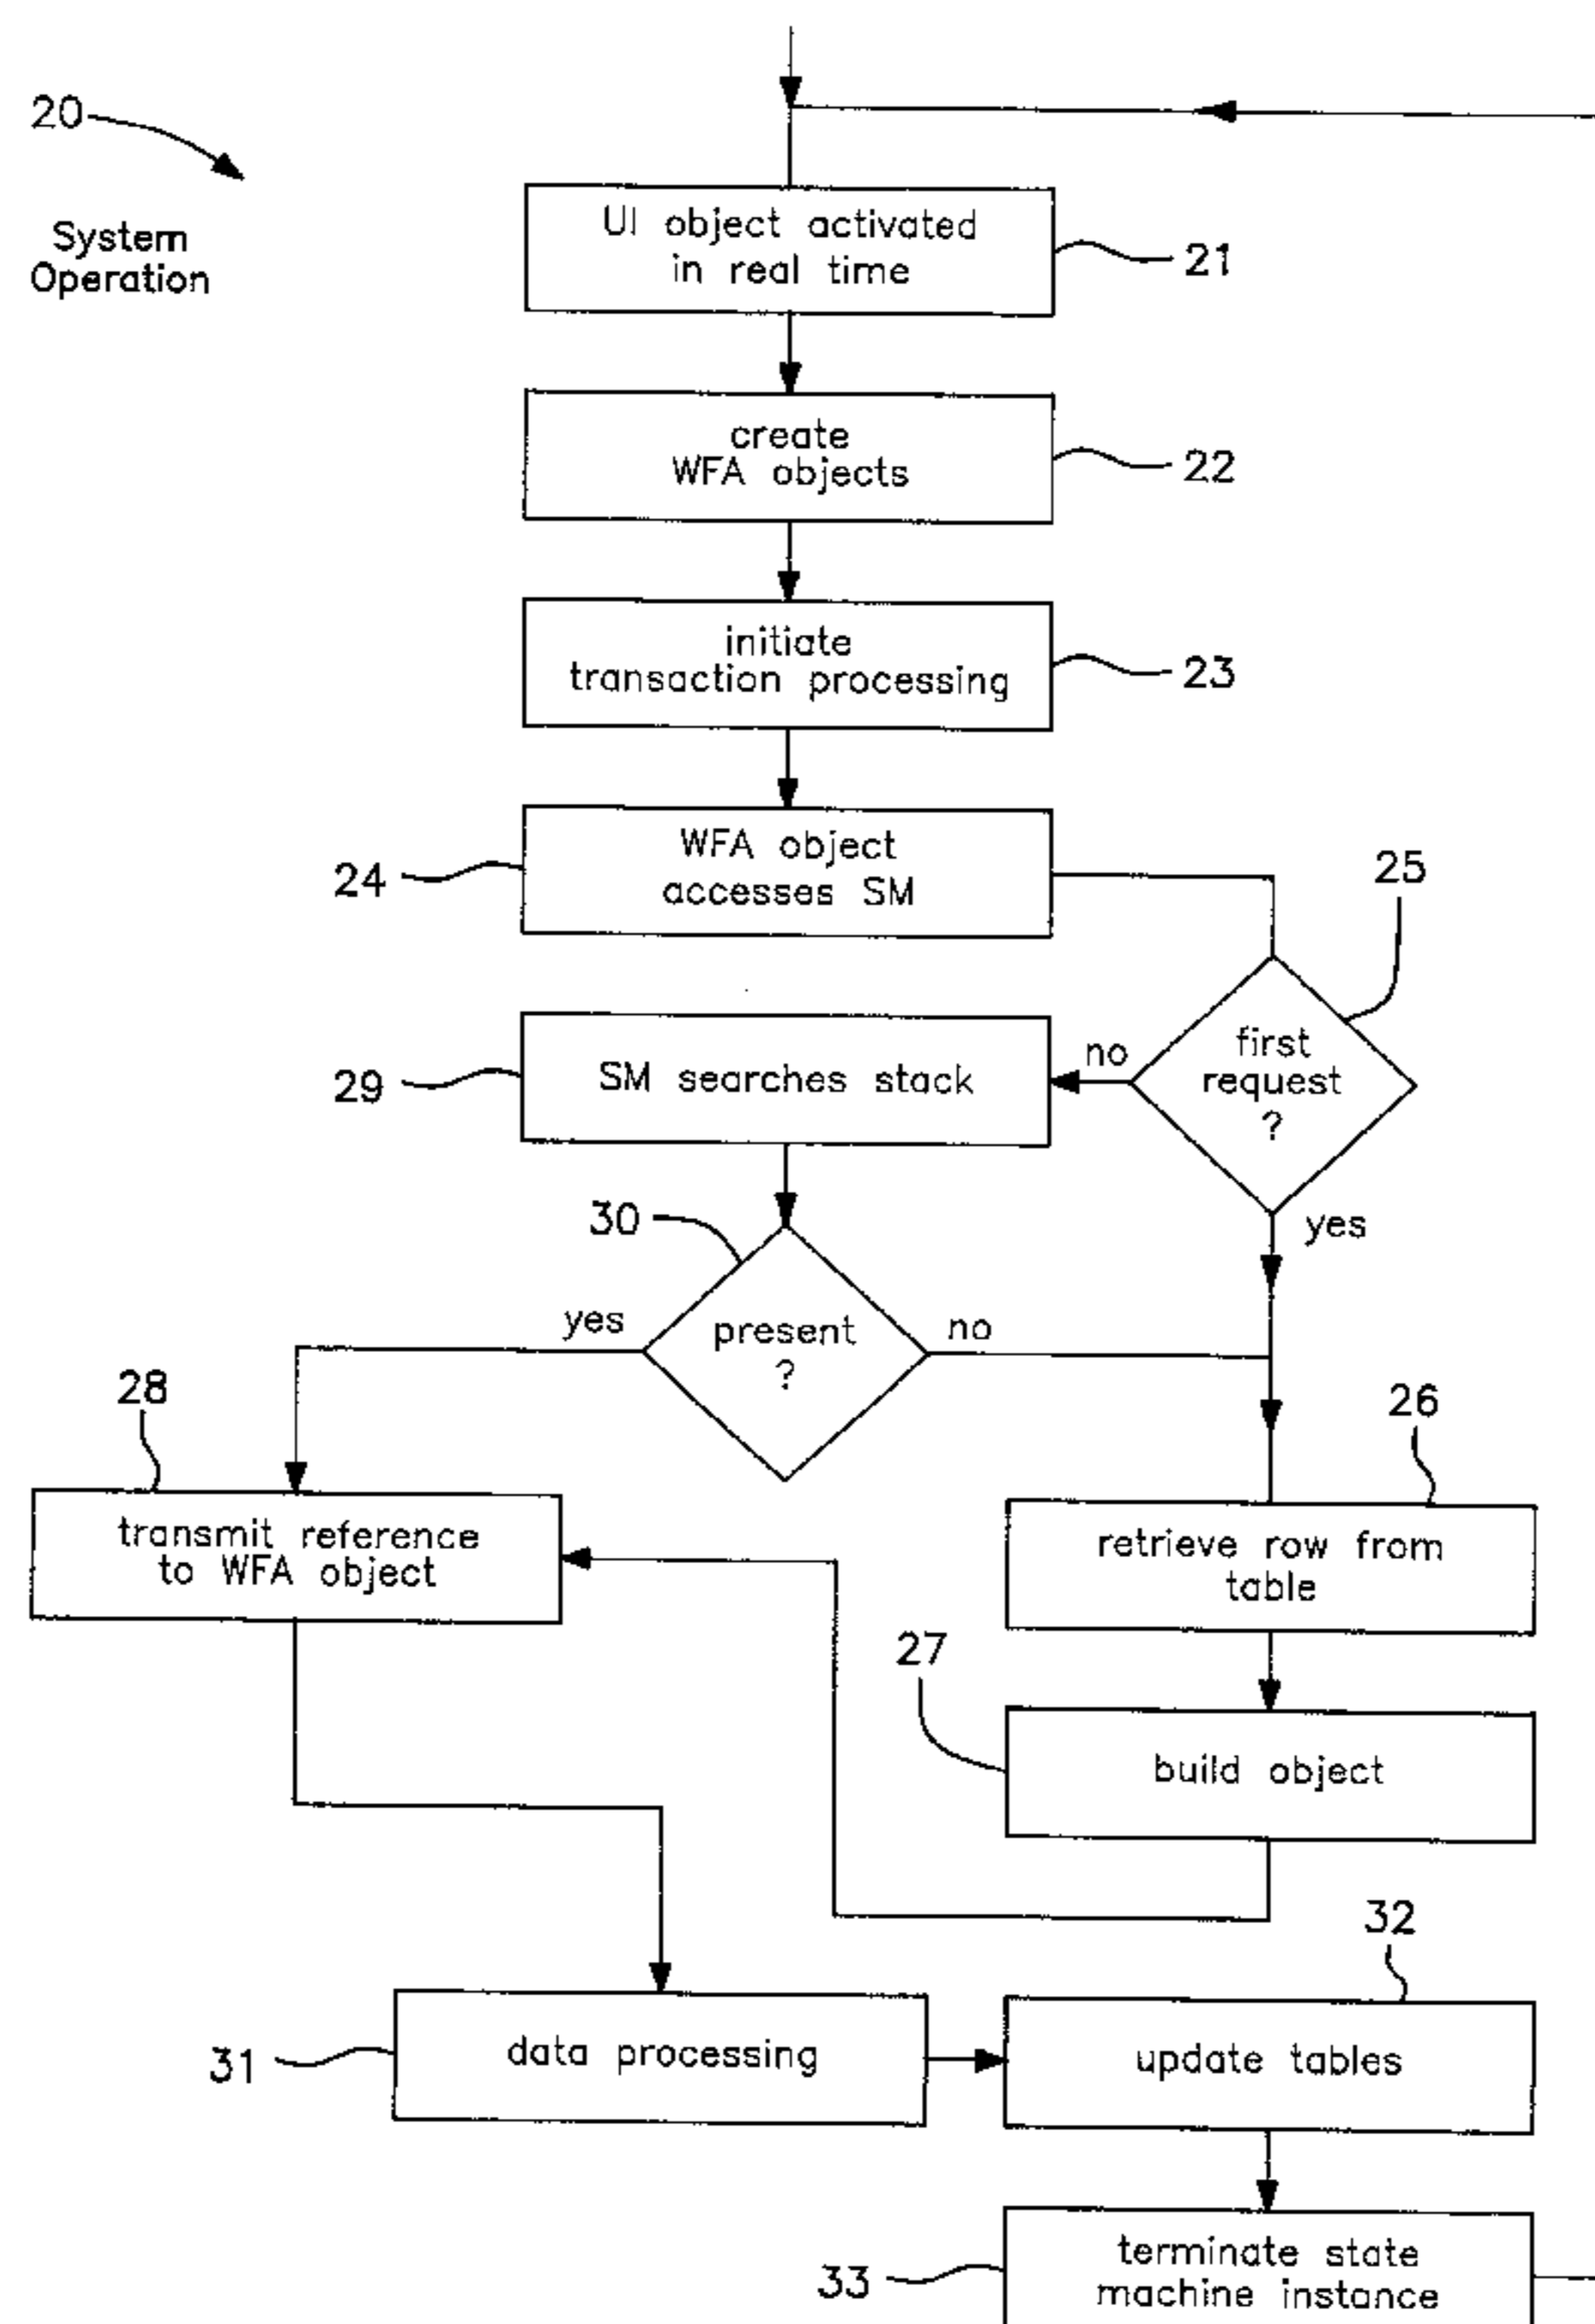 20
System
Operation
UI object activated
in real time
21
create
WFA objects
22
initiate
transaction processing
23
WFA object
accesses SM
24
25
first
request
?
no
yes
SM searches stack
29
30
present
?
yes
no
28
transmit reference
to WFA object
26
retrieve row from
table
27
build object
31
data processing
32
update tables
33
terminate state
machine instance